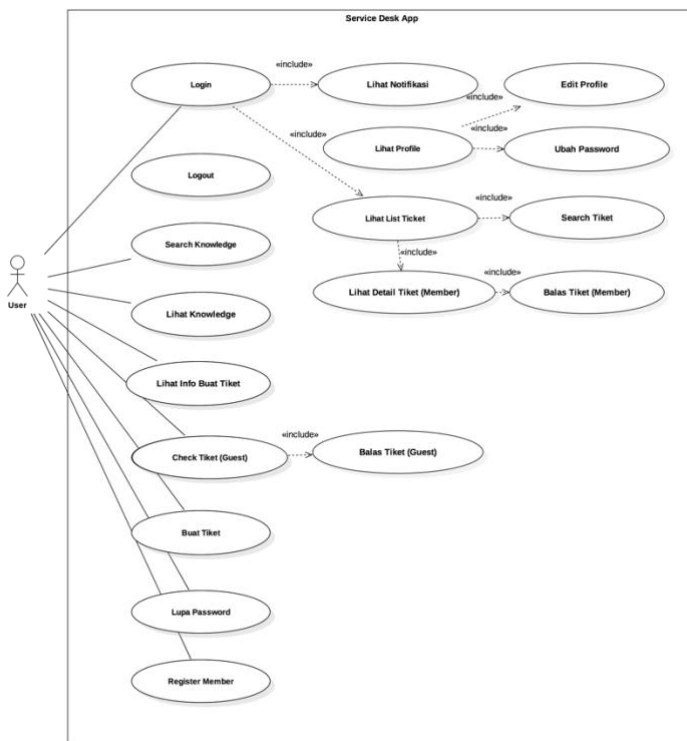 Service Desk App
«include»
Login
Lihat Notifikasi
Edit Profile
«include»
«include»
Lihat Profile
«include»
Ubah Password
Logout
Lihat List Ticket
«include»
Search Tiket
Search Knowledge
«include»
User
Lihat Detail Tiket (Member)
«include»
Balas Tiket (Member)
Lihat Knowledge
Lihat Info Buat Tiket
Check Tiket (Guest)
«include»
Balas Tiket (Guest)
Buat Tiket
Lupa Password
Register Member